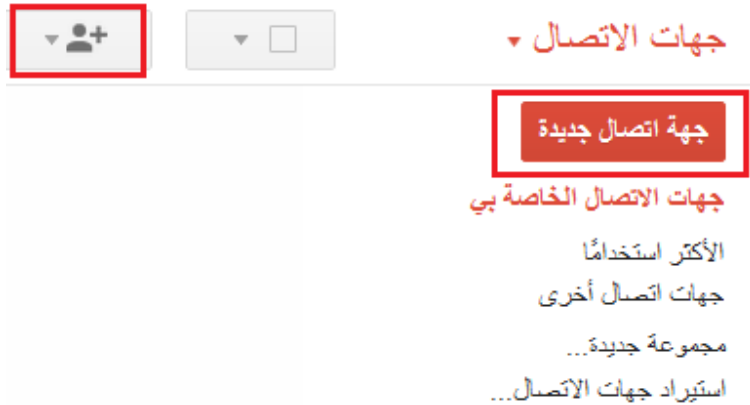 جهات الاتصال
جهة اتصال جديدة
جهات الاتصال الخاصة بي
الأكثر استخدامًا
جهات اتصال أخرى
مجموعة جديدة...
استيراد جهات الاتصال...